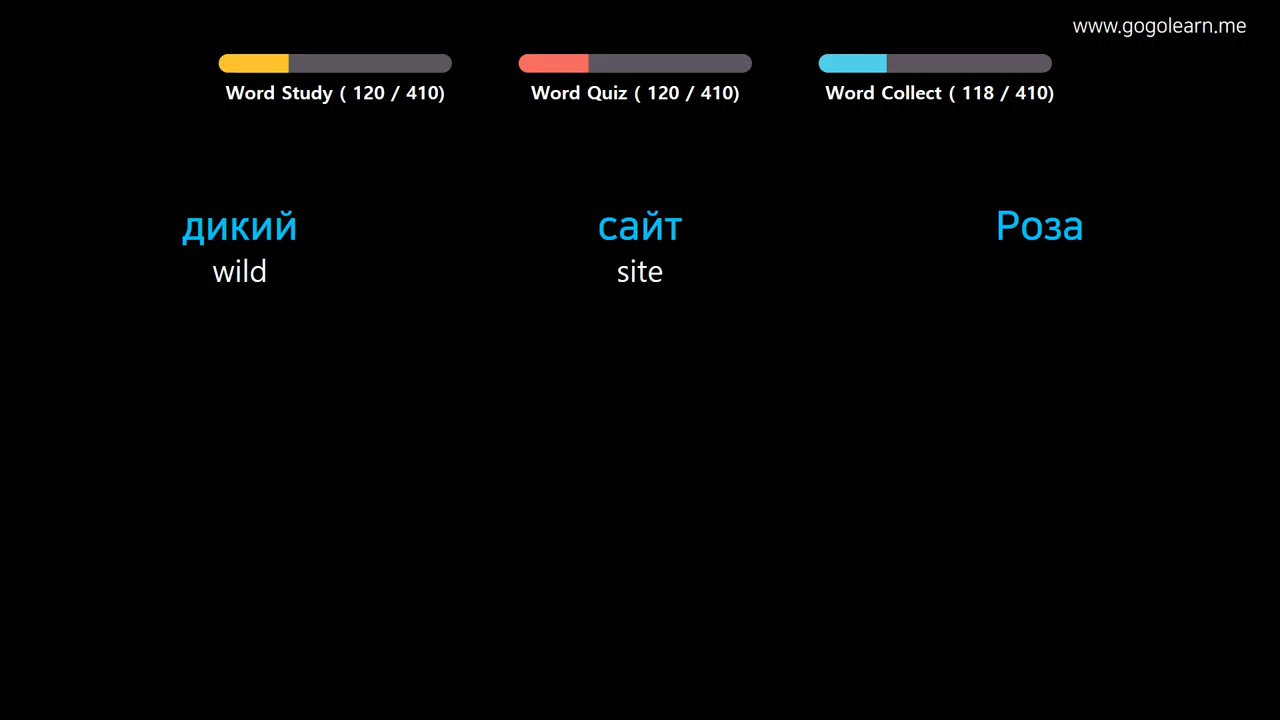 www.gogolearn.me
Word Study ( 120 / 410)
Word Quiz ( 120 / 410)
Word Collect ( 118 / 410)
дикий
wild
сайт
site
Роза